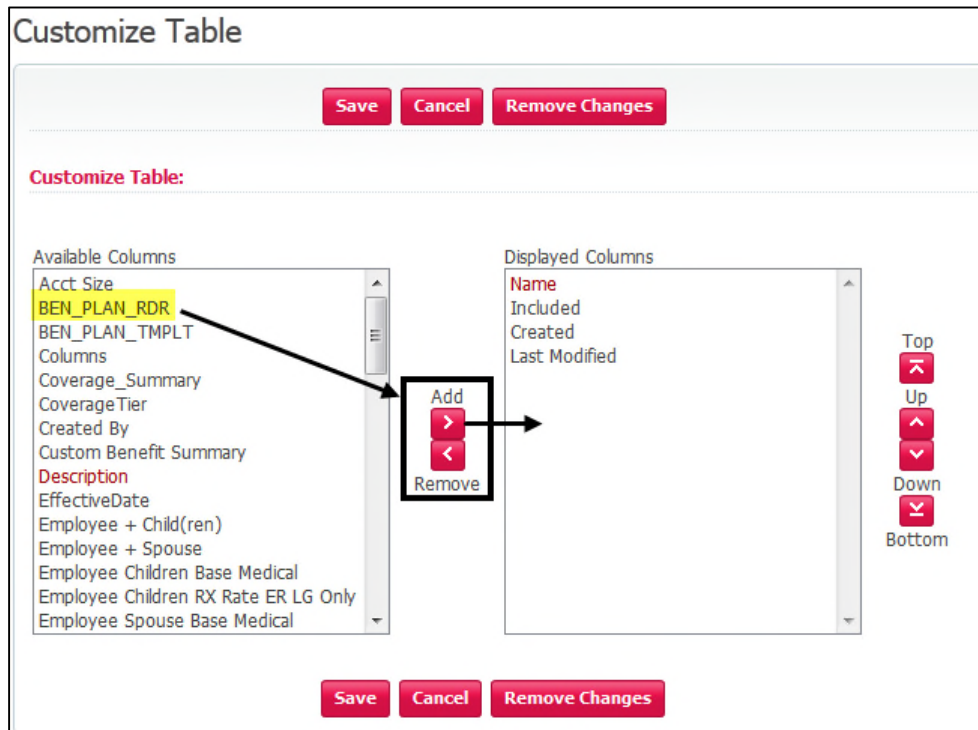 Customize Table
Save Cancel Remove Changes
Customize Table:
Available Columns
Acct Size
BEN_PLAN_RDR
BEN_PLAN_TMPLT
Columns
Coverage_Summary
CoverageTier
Created By
Custom Benefit Summary
Description
EffectiveDate
Employee + Child(ren)
Employee + Spouse
Employee Children Base Medical
Employee Children RX Rate ER LG Only
Employee Spouse Base Medical
Add
Remove
Displayed Columns
Name
Included
Created
Last Modified
Top
Up
Down
Bottom
Save Cancel Remove Changes